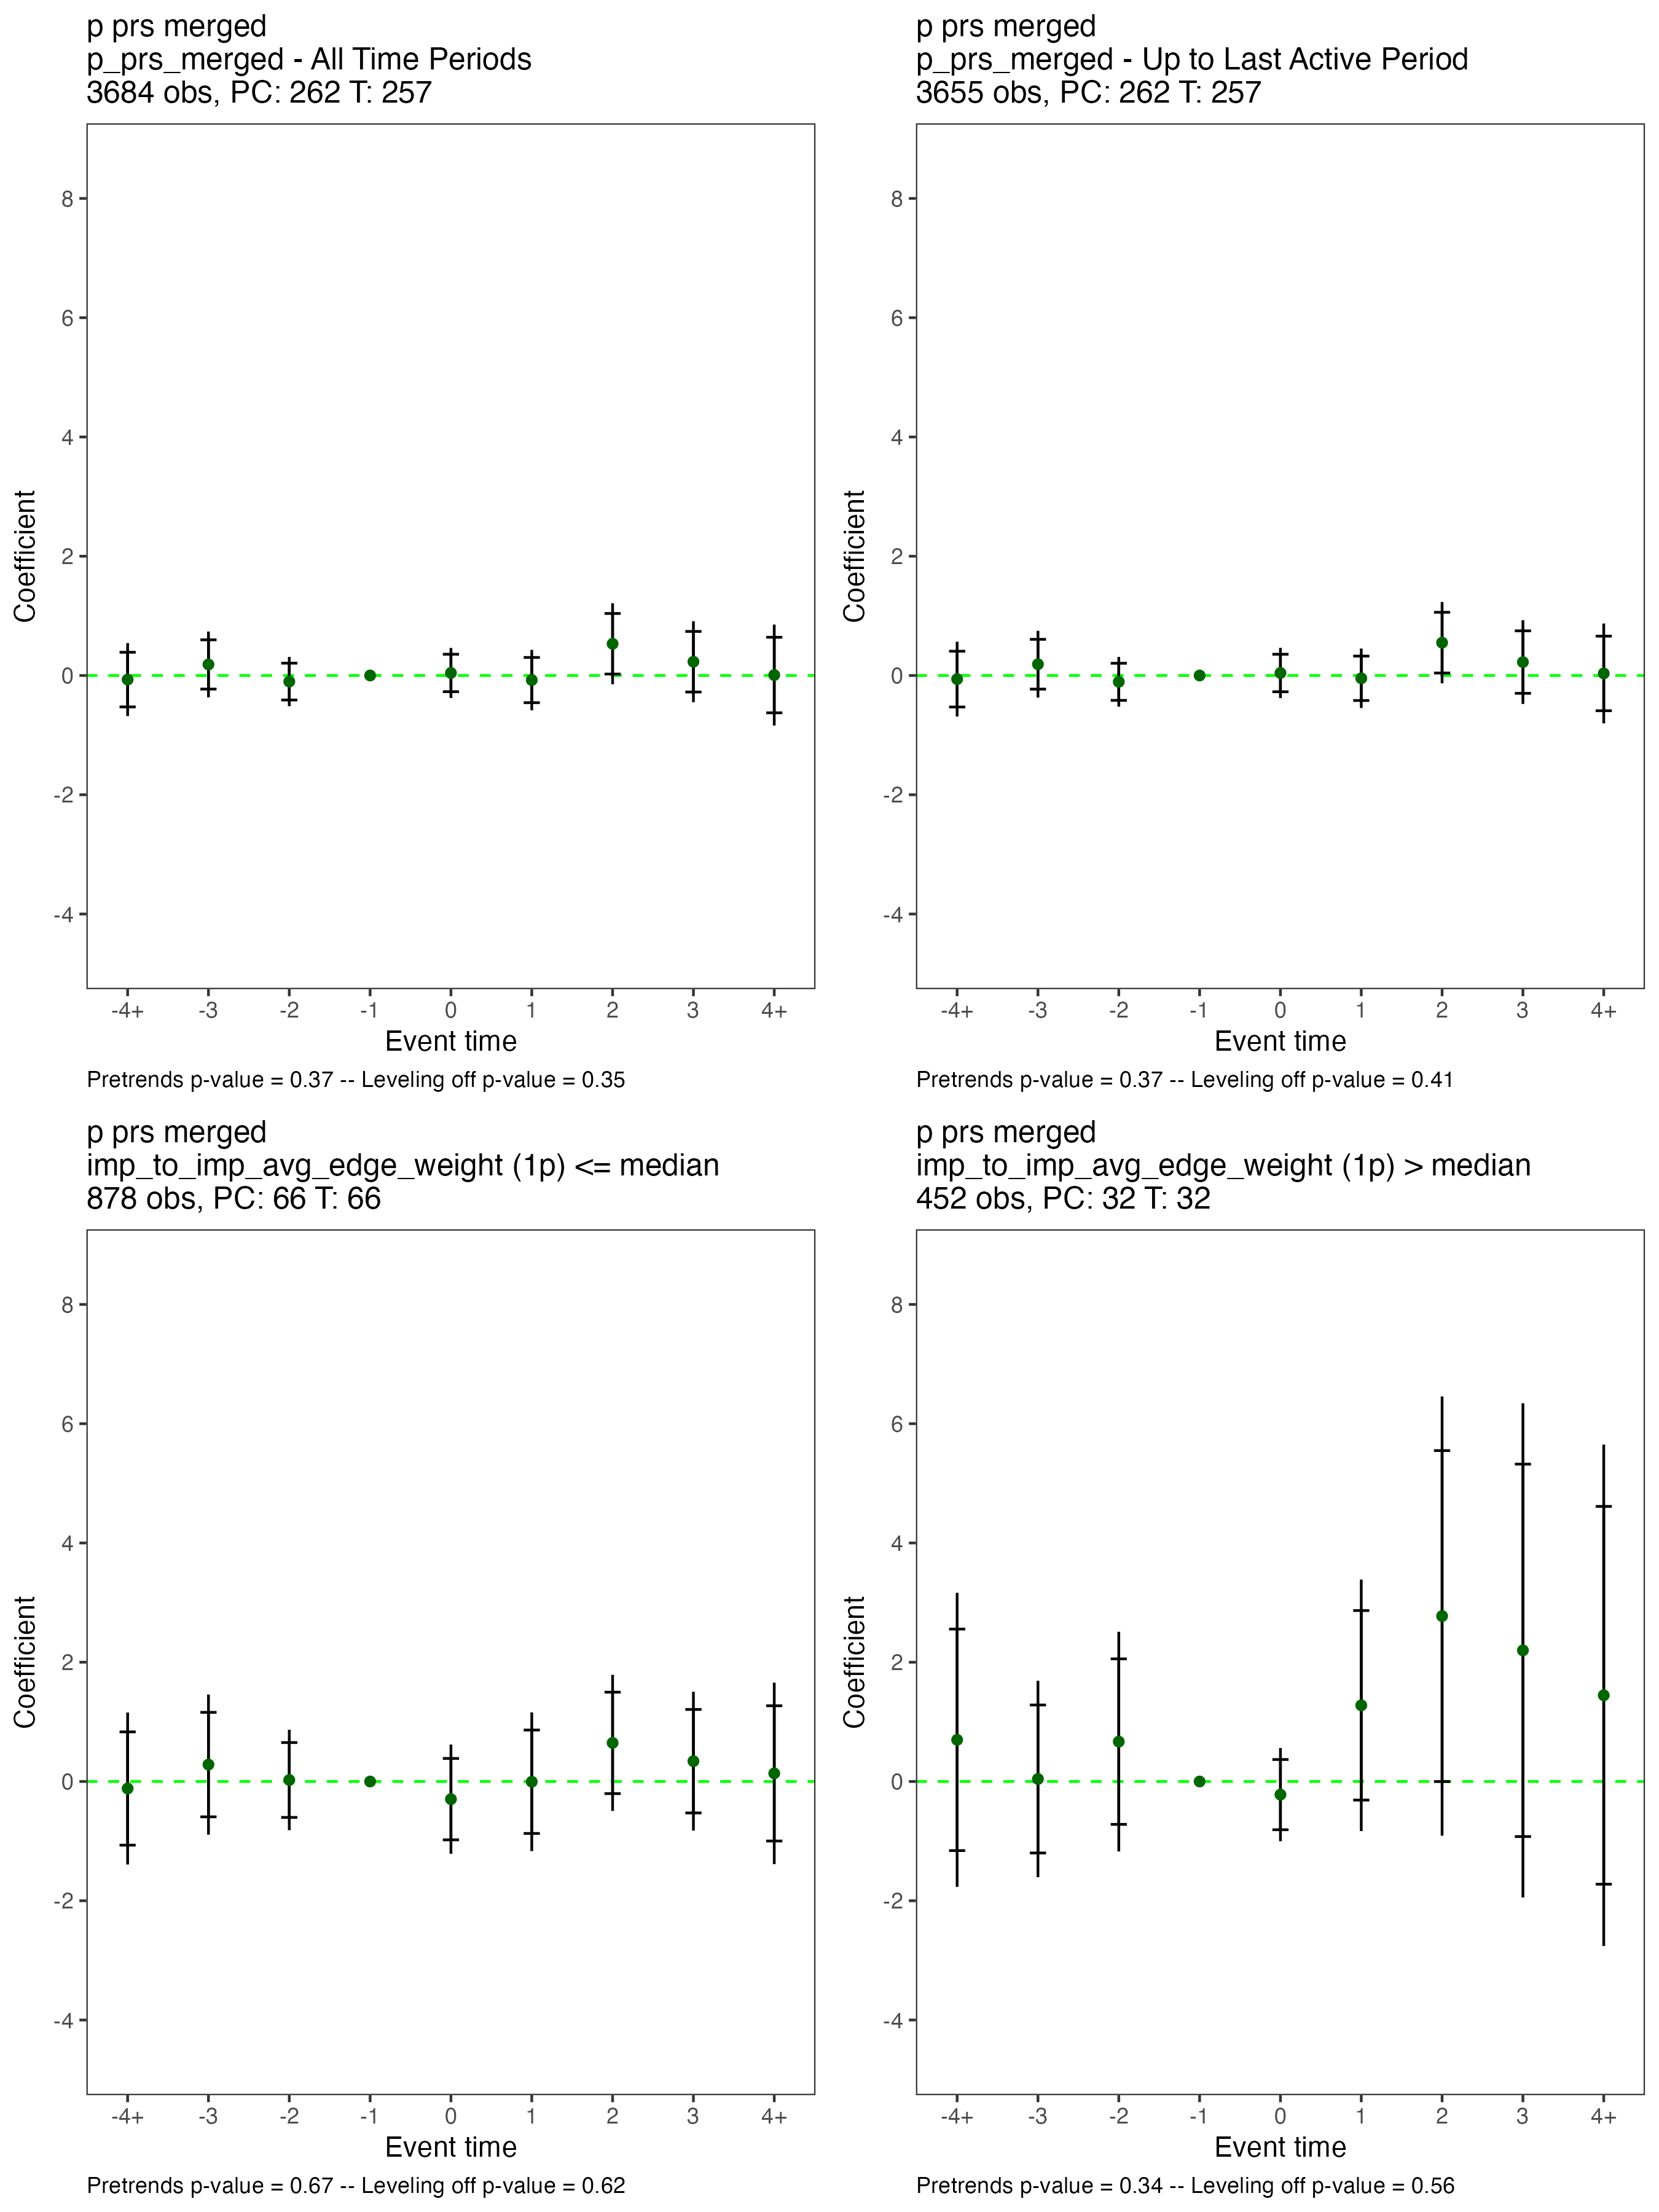 p prs merged
p_prs_merged - All Time Periods
3684 obs, PC: 262 T: 257
8
6
4
2
0
-2
-4
Coefficient
-4+ -3 -2 -1 0 1 2 3 4+
Event time
Pretrends p-value = 0.37 -- Leveling off p-value = 0.35
p prs merged
p_prs_merged - Up to Last Active Period
3655 obs, PC: 262 T: 257
8
6
4
2
0
-2
-4
Coefficient
-4+ -3 -2 -1 0 1 2 3 4+
Event time
Pretrends p-value = 0.37 -- Leveling off p-value = 0.41
p prs merged
imp_to_imp_avg_edge_weight (1p) <= median
878 obs, PC: 66 T: 66
8
6
4
2
0
-2
-4
Coefficient
-4+ -3 -2 -1 0 1 2 3 4+
Event time
Pretrends p-value = 0.67 -- Leveling off p-value = 0.62
p prs merged
imp_to_imp_avg_edge_weight (1p) > median
452 obs, PC: 32 T: 32
8
6
4
2
0
-2
-4
Coefficient
-4+ -3 -2 -1 0 1 2 3 4+
Event time
Pretrends p-value = 0.34 -- Leveling off p-value = 0.56